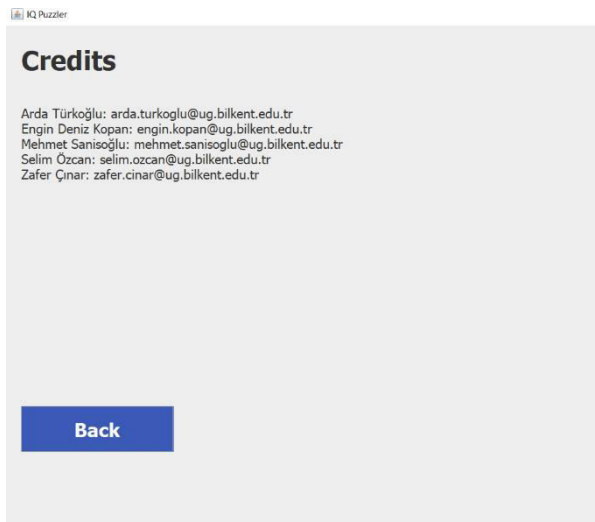 IQ Puzzler
Credits
Arda Türkoğlu: arda.turkoglu@ug.bilkent.edu.tr
Engin Deniz Kopan: engin.kopan@ug.bilkent.edu.tr
Mehmet Sanisoğlu: mehmet.sanisoglu@ug.bilkent.edu.tr
Selim Özcan: selim.ozcan@ug.bilkent.edu.tr
Zafer Çınar: zafer.cinar@ug.bilkent.edu.tr
Back